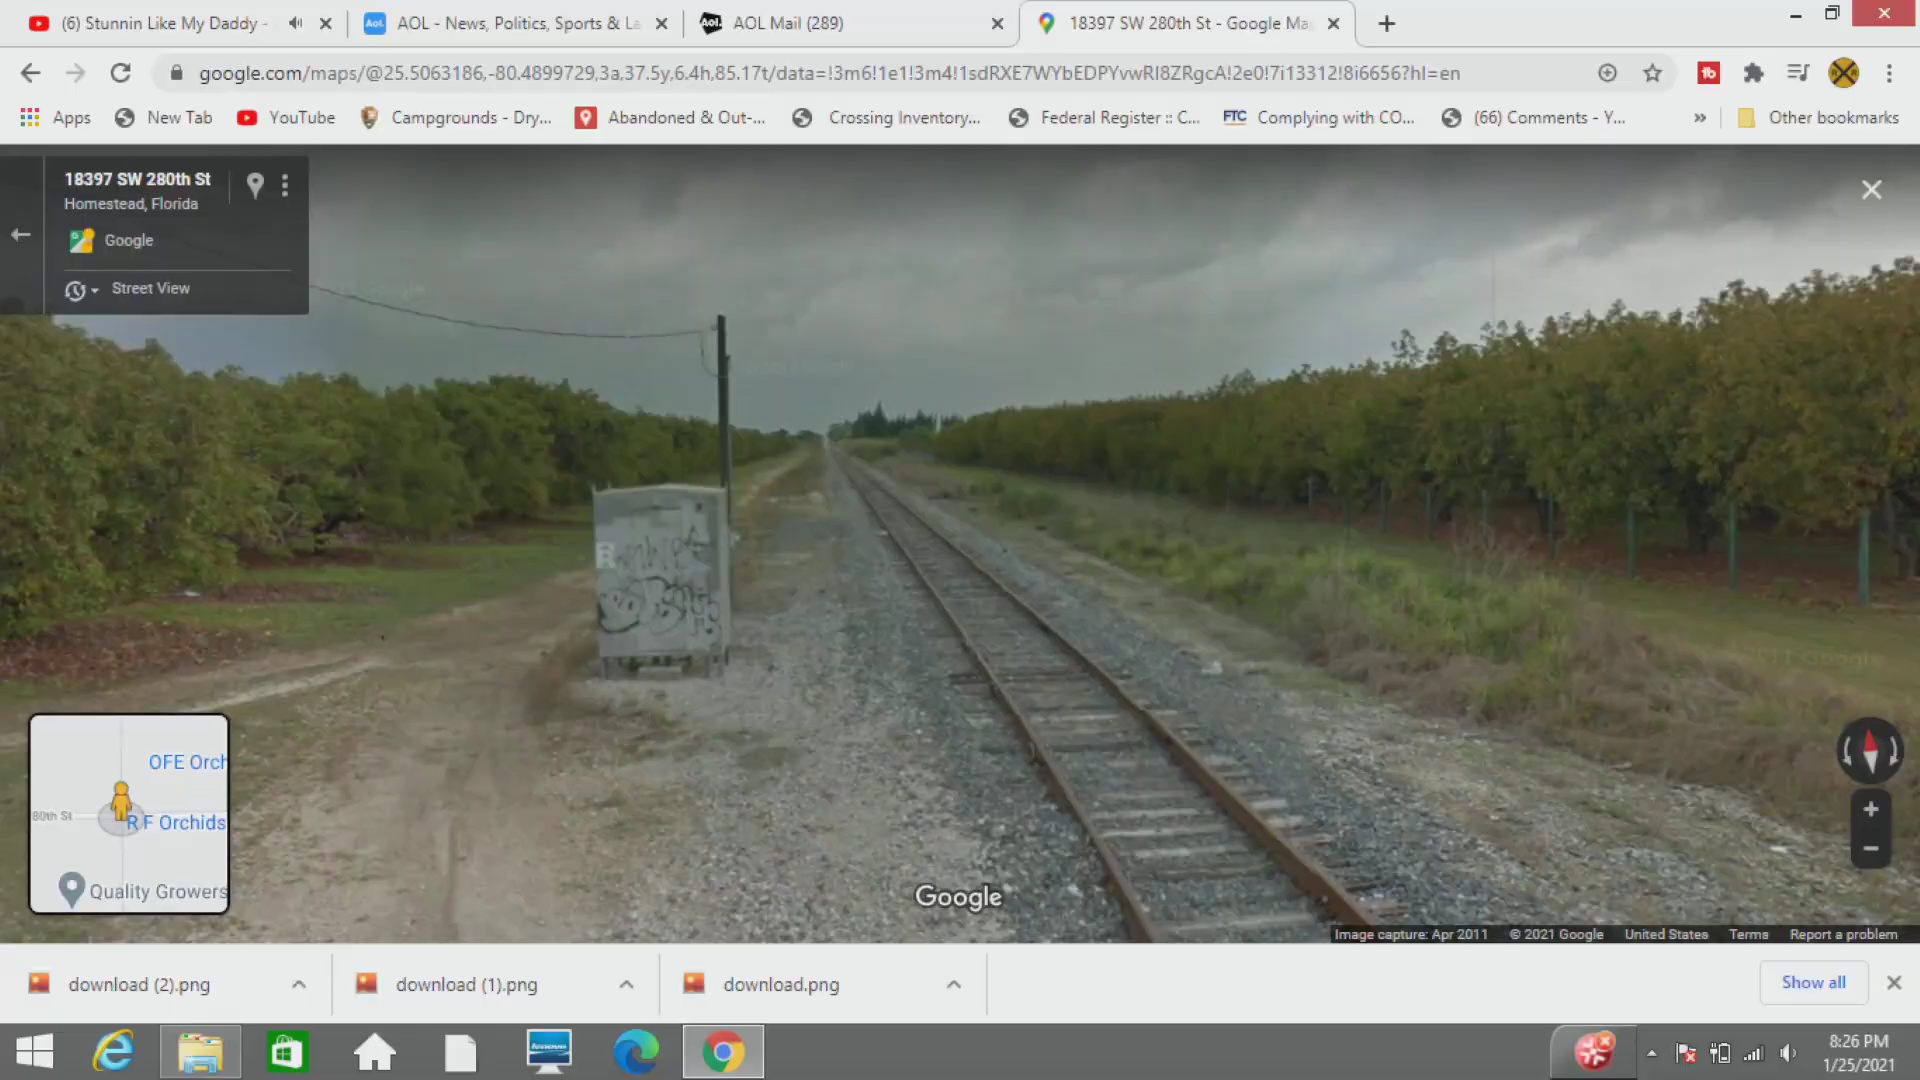 (6) Stunnin Like My Daddy -
AOL - News, Politics, Sports & La
Aol.
AOL Mail (289)
18397 SW 280th St - Google Ma
google.com/maps/@25.5063186,-80.4899729,3a,37.5y,6.4h,85.17t/data=!3m6!1e1!3m4!1sdRXE7WYbEDPYvwRI8ZRgcA!2e0!7i13312!8i6656?hl=en
Apps
New Tab
YouTube
Campgrounds - Dry...
Abandoned & Out-...
Crossing Inventory...
Federal Register :: C...
FTC
Complying with CO...
(66) Comments - Y...
»
Other bookmarks
18397 SW 280th St
Homestead, Florida
Google
Street View
OFE Orch
80th St
R F Orchids
Quality Growers
Google
Image capture: Apr 2011
© 2021 Google
United States
Terms
Report a problem
download (2).png
download (1).png
download.png
Show all
8:26 PM
1/25/2021